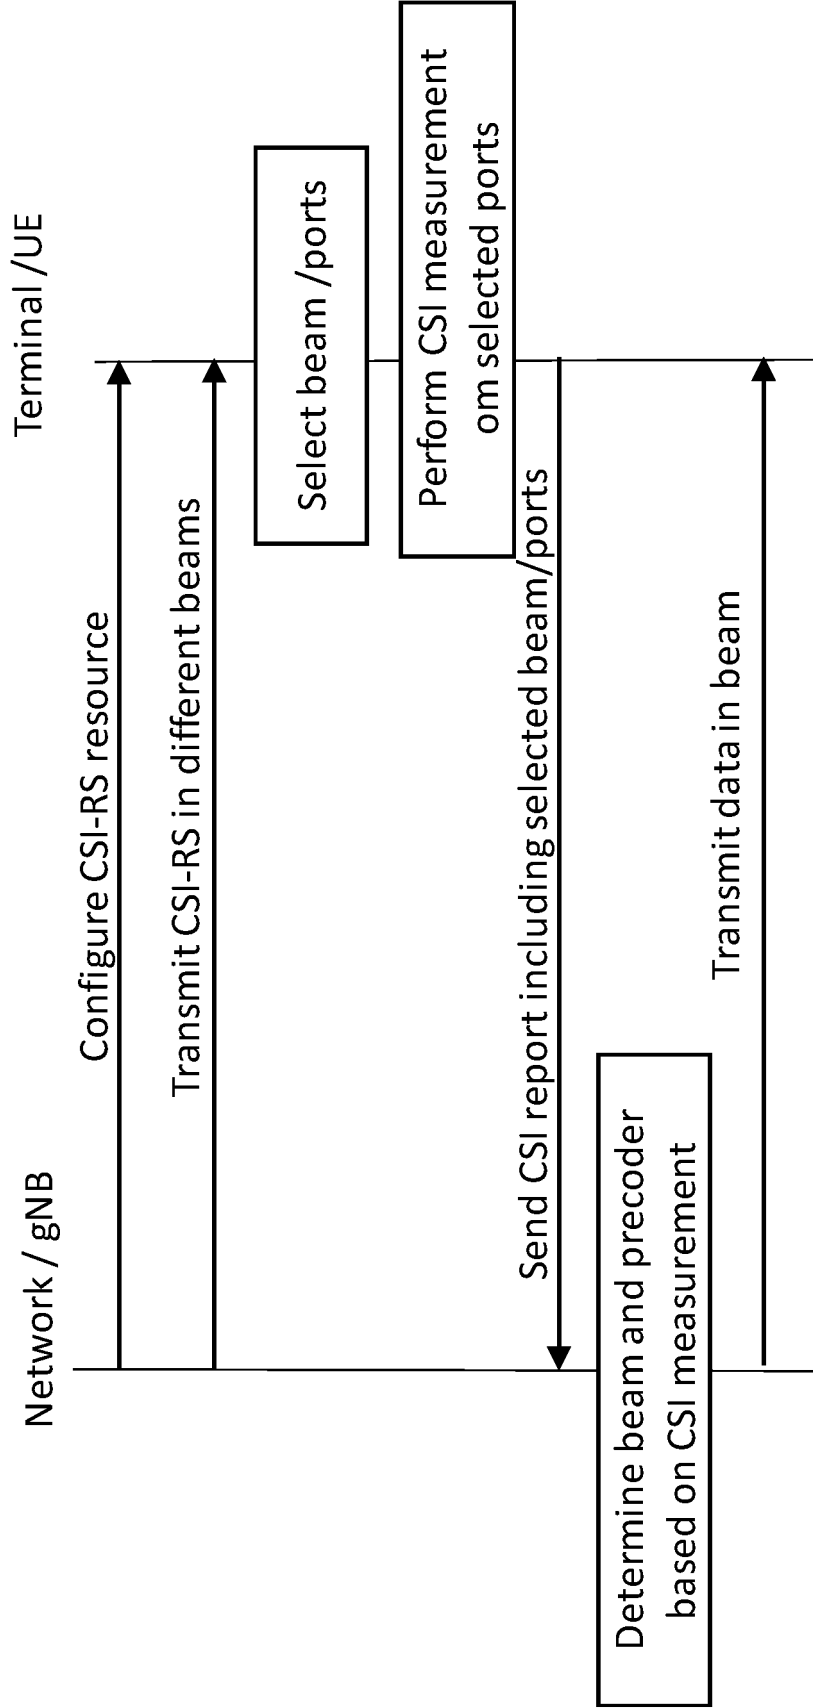 Network / gNB
Terminal /UE
Configure CSI-RS resource
Transmit CSI-RS in different beams
Select beam /ports
Perform CSI measurement
om selected ports
Send CSI report including selected beam/ports
Determine beam and precoder
based on CSI measurement
Transmit data in beam